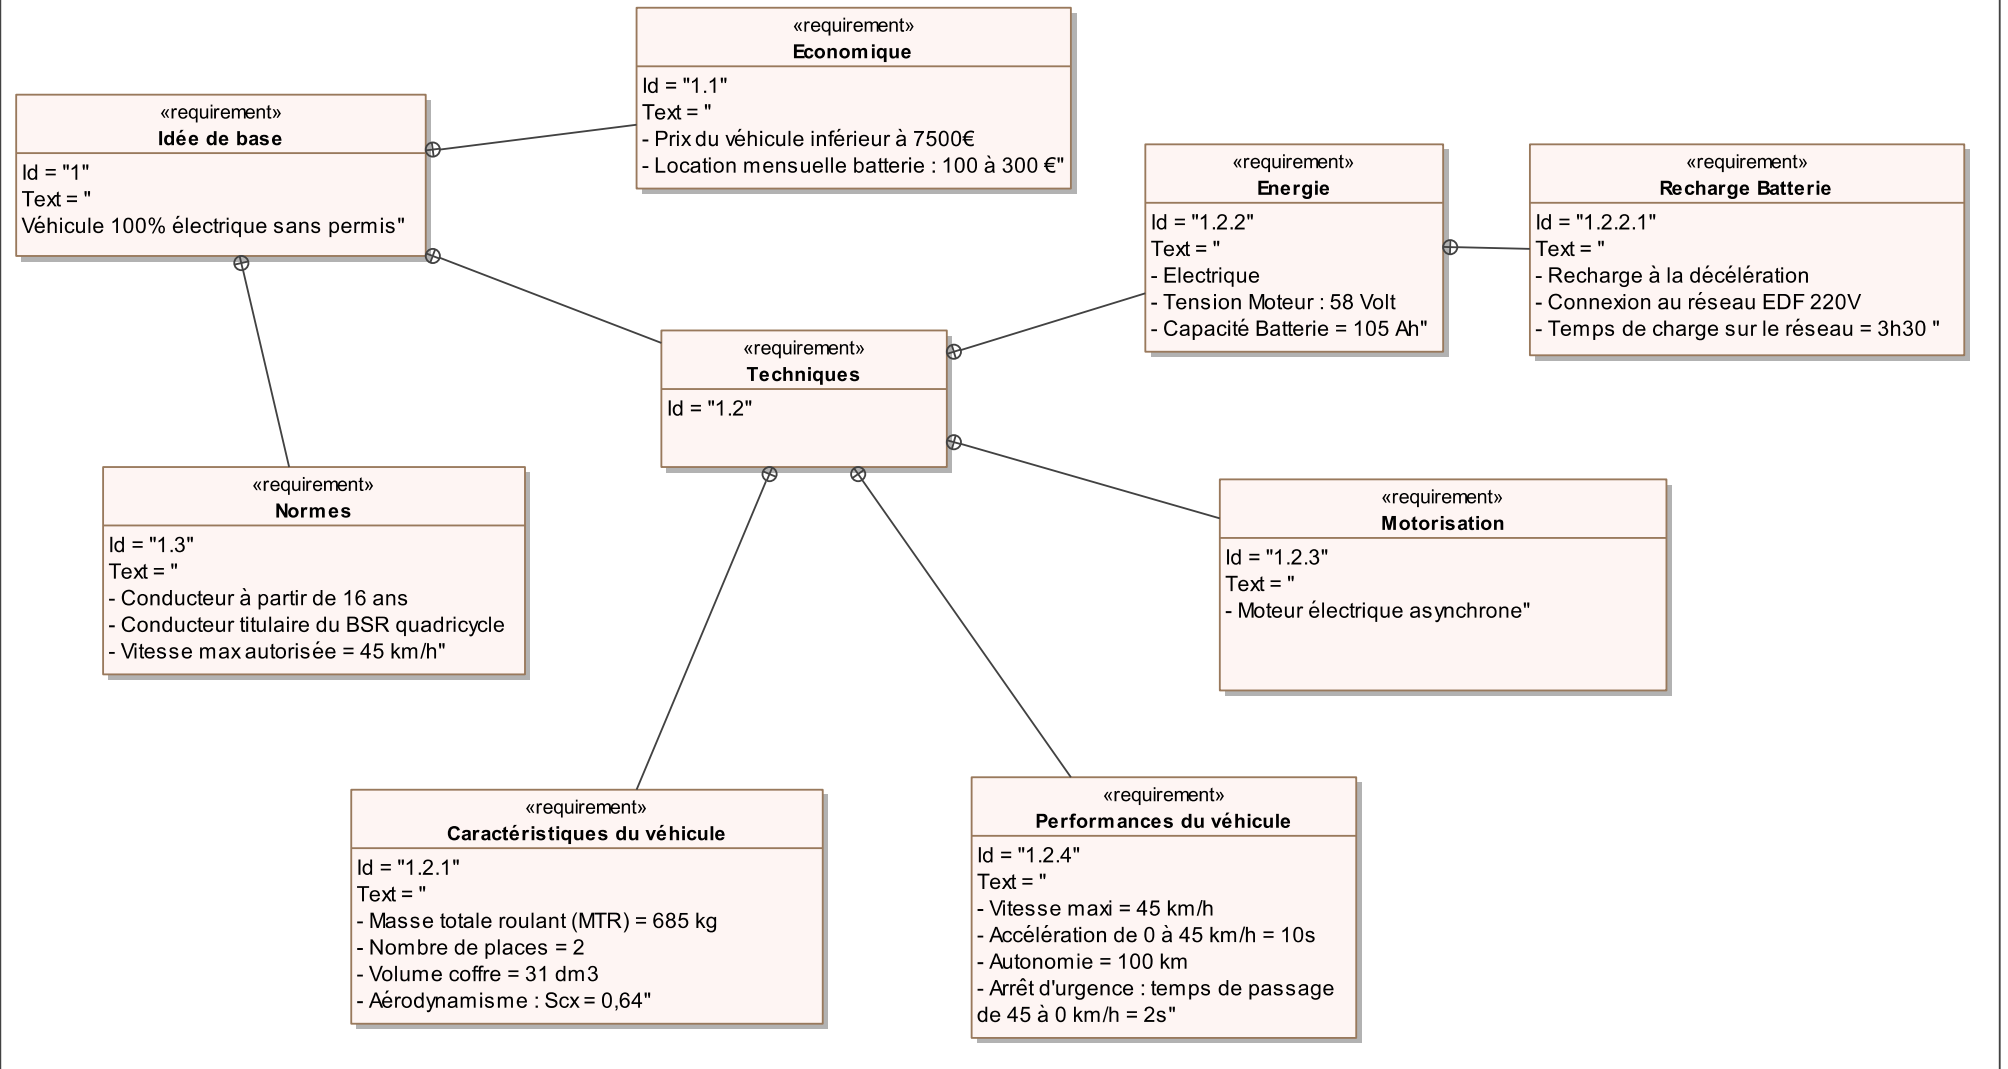 «requirement»
Economique
Id = "1.1"
Text = "
- Prix du véhicule inférieur à 7500€
- Location mensuelle batterie : 100 à 300 €"
«requirement»
Idée de base
Id = "1"
Text = "
Véhicule 100% électrique sans permis"
«requirement»
Energie
Id = "1.2.2"
Text = "
- Electrique
- Tension Moteur : 58 Volt
- Capacité Batterie = 105 Ah"
«requirement»
Recharge Batterie
Id = "1.2.2.1"
Text = "
- Recharge à la décélération
- Connexion au réseau EDF 220V
- Temps de charge sur le réseau = 3h30 "
«requirement»
Techniques
Id = "1.2"
«requirement»
Normes
Id = "1.3"
Text = "
- Conducteur à partir de 16 ans
- Conducteur titulaire du BSR quadricycle
- Vitesse max autorisée = 45 km/h"
«requirement»
Motorisation
Id = "1.2.3"
Text = "
- Moteur électrique asynchrone"
«requirement»
Caractéristiques du véhicule
Id = "1.2.1"
Text = "
- Masse totale roulant (MTR) = 685 kg
- Nombre de places = 2
- Volume coffre = 31 dm3
- Aérodynamisme : Scx = 0,64"
«requirement»
Performances du véhicule
Id = "1.2.4"
Text = "
- Vitesse maxi = 45 km/h
- Accélération de 0 à 45 km/h = 10s
- Autonomie = 100 km
- Arrêt d'urgence : temps de passage
de 45 à 0 km/h = 2s"